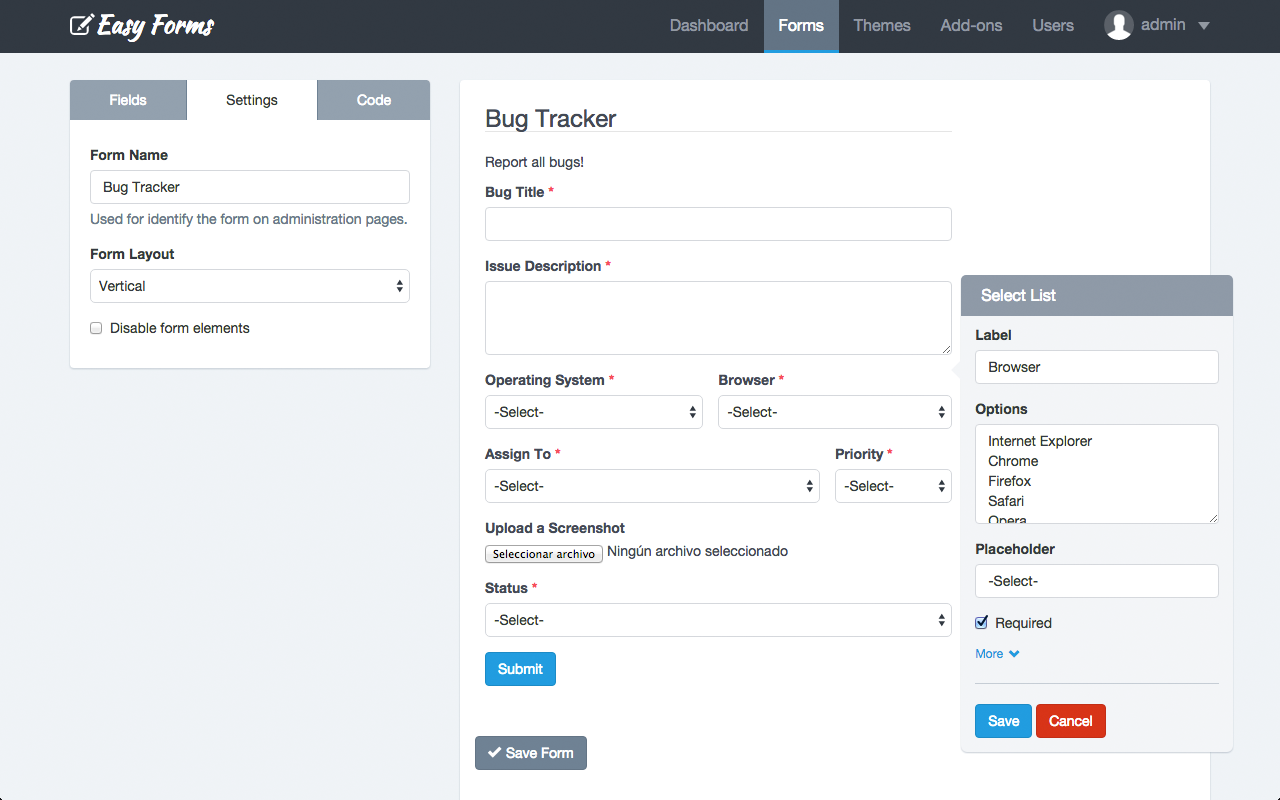 Easy Forms
Dashboard Forms Themes Add-ons Users admin
Fields Settings Code
Form Name
Bug Tracker
Used for identify the form on administration pages.
Form Layout
Vertical
Disable form elements
Bug Tracker
Report all bugs!
Bug Title *
Issue Description *
Operating System * Browser *
-Select- -Select-
Assign To * Priority *
-Select- -Select-
Upload a Screenshot
Seleccionar archivo Ningún archivo seleccionado
Status *
-Select-
Submit
Save Form
Select List
Label
Browser
Options
Internet Explorer
Chrome
Firefox
Safari
Opera
Placeholder
-Select-
Required
More
Save Cancel